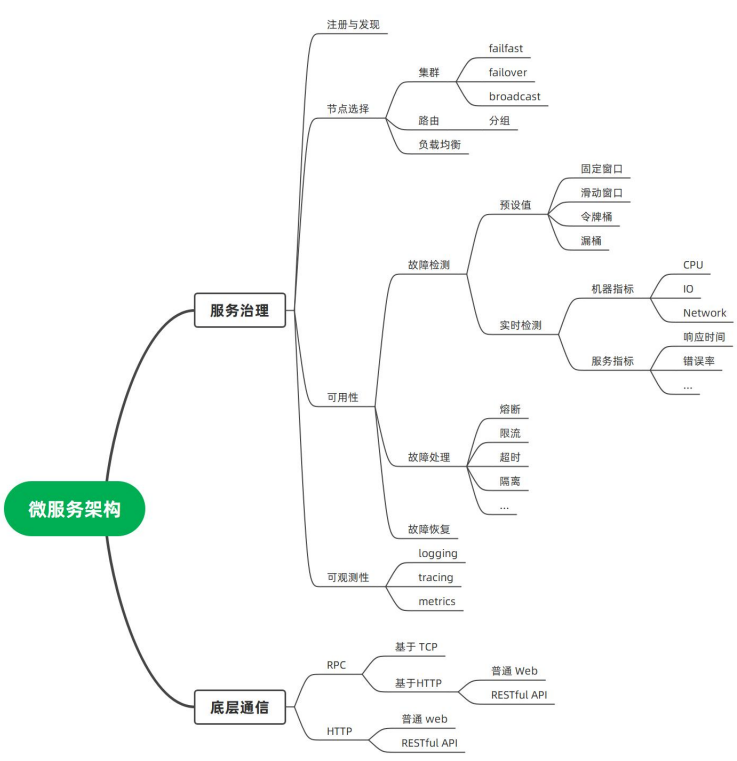 微服务架构
服务治理
注册与发现
节点选择
集群
failfast
failover
broadcast
路由
分组
负载均衡
可用性
故障检测
预设值
固定窗口
滑动窗口
令牌桶
漏桶
实时检测
机器指标
CPU
IO
Network
服务指标
响应时间
错误率
...
故障处理
熔断
限流
超时
隔离
...
故障恢复
可观测性
logging
tracing
metrics
底层通信
RPC
基于 TCP
基于HTTP
普通 Web
RESTful API
HTTP
普通 web
RESTful API